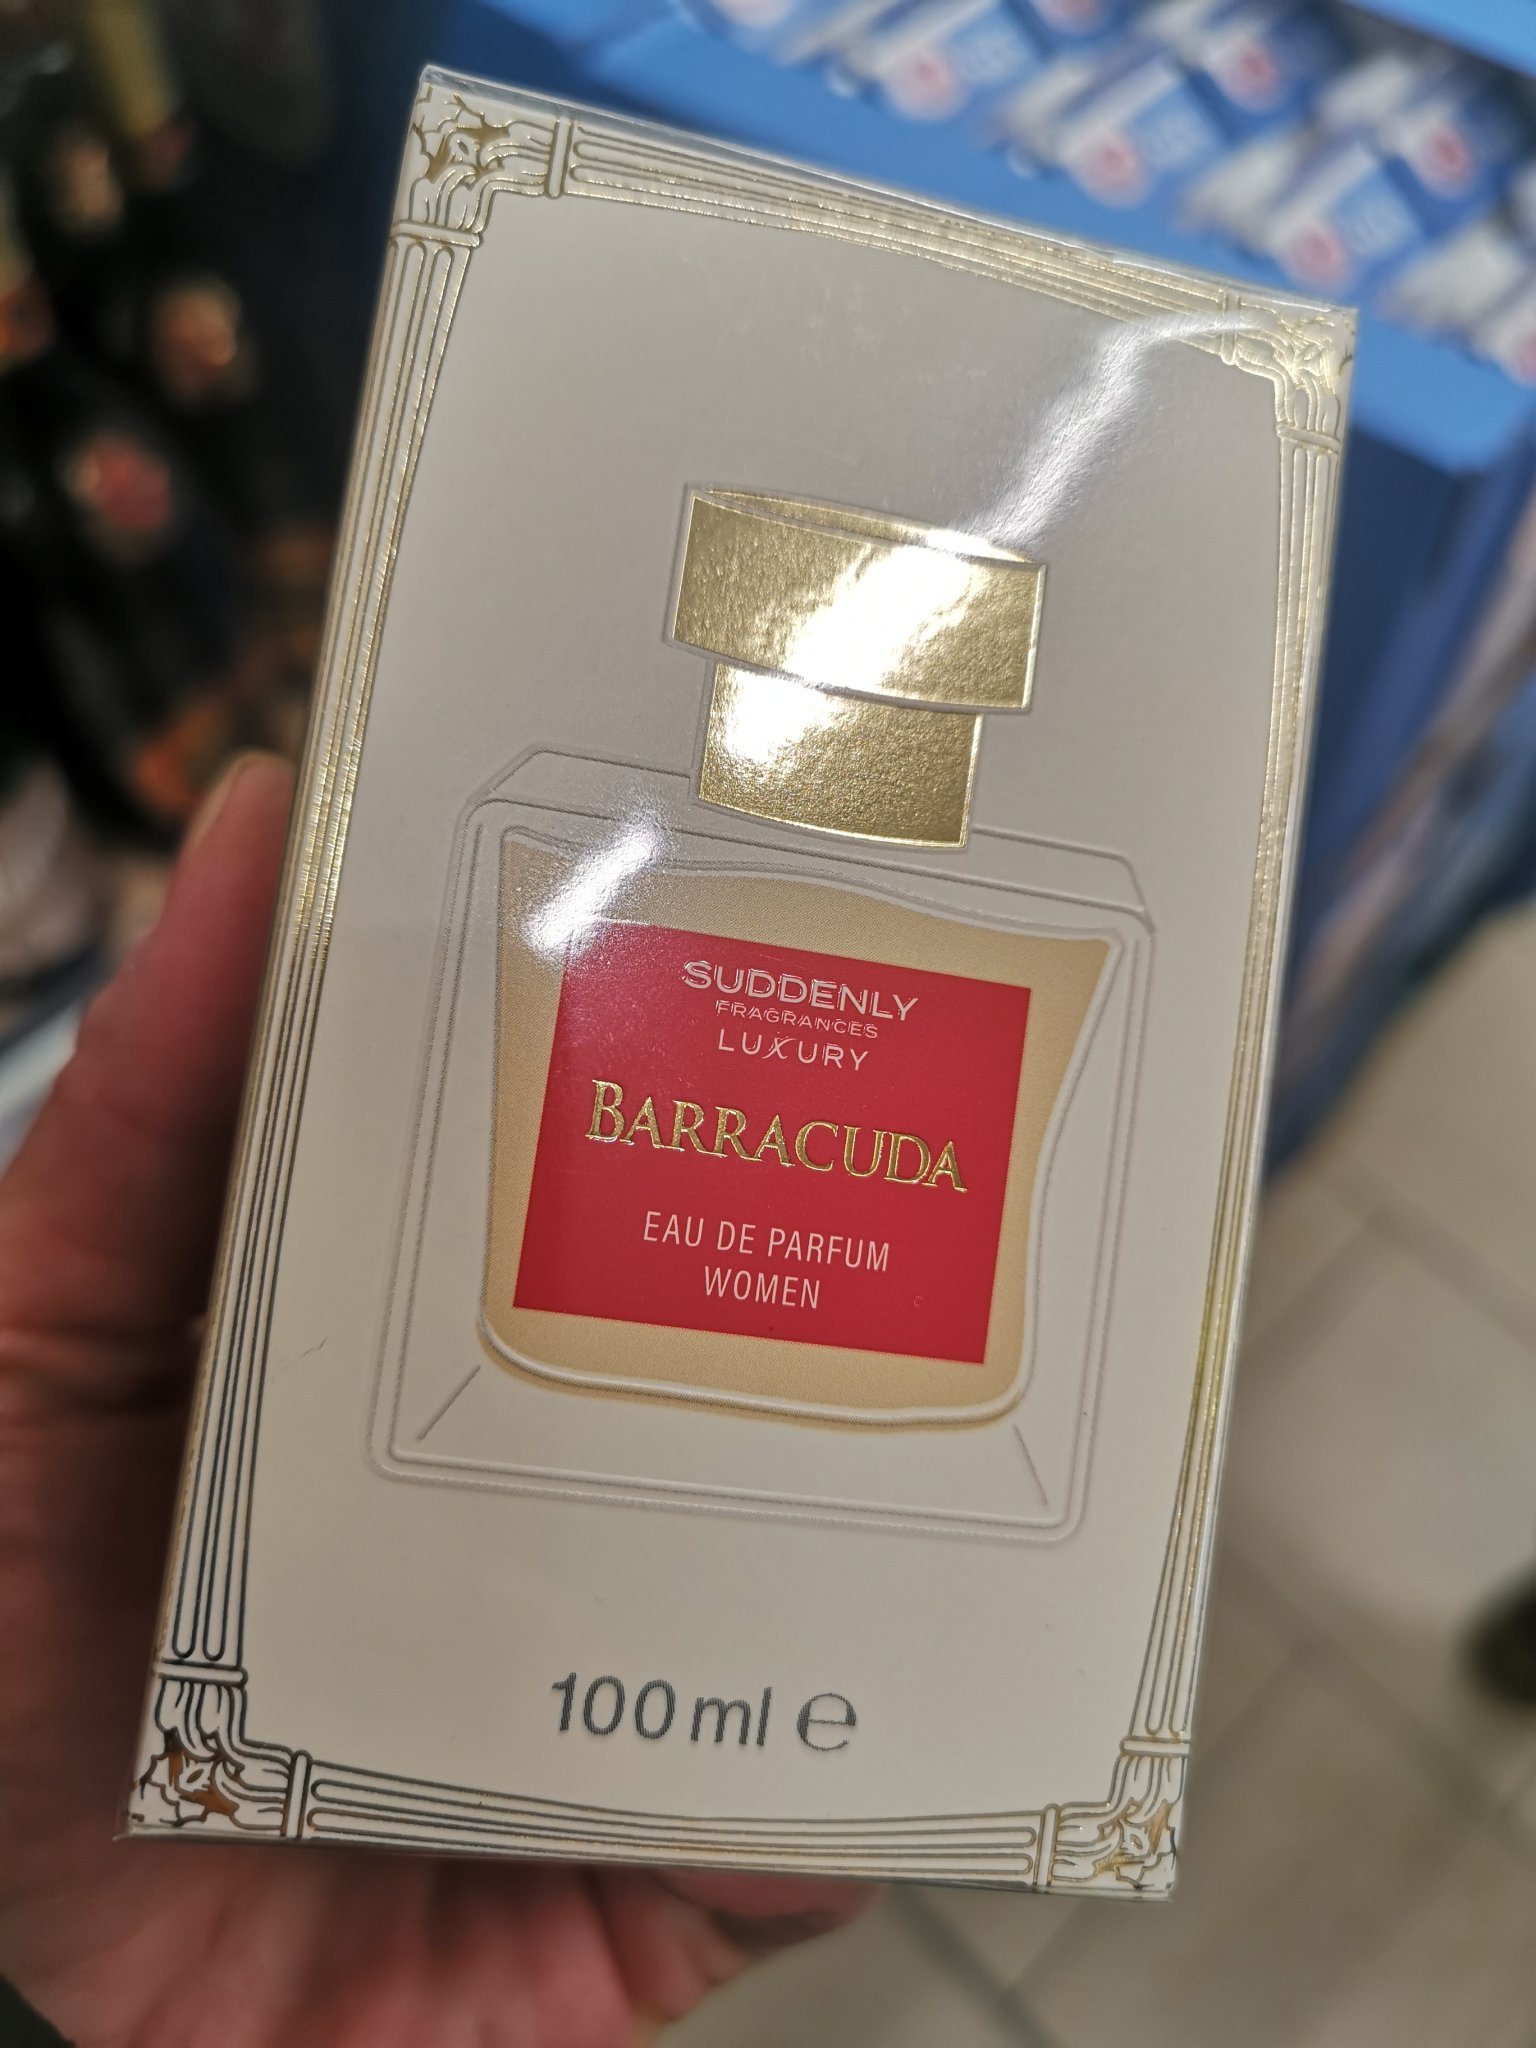 SUDDENLY
FRAGRANCES
LUXURY
BARRACUDA
EAU DE PARFUM
WOMEN
100 ml ℮